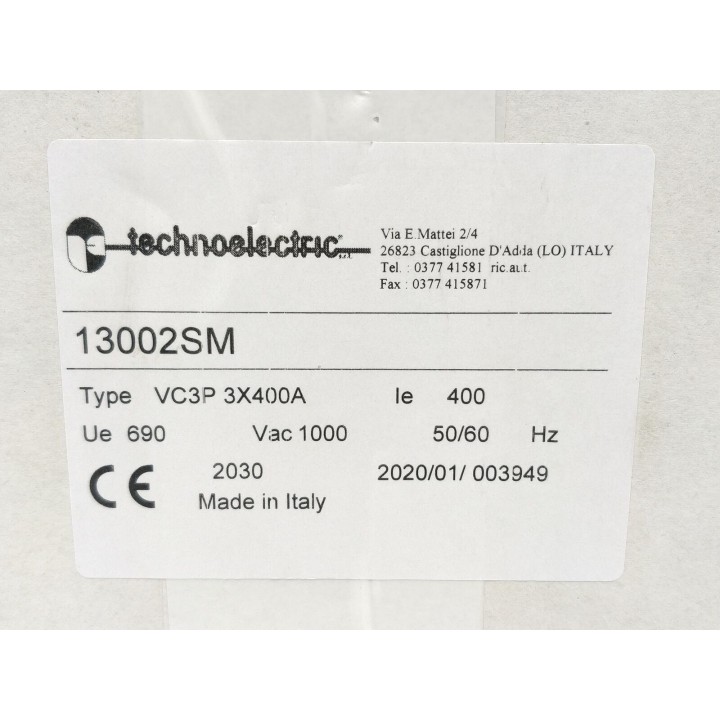 technoelectric
Via E.Mattei 2/4
26823 Castiglione D'Adda (LO) ITALY
Tel. : 0377 41581 ric.aut.
Fax : 0377 415871
13002SM
Type VC3P 3X400A Ie 400
Ue 690 Vac 1000 50/60 Hz
CE 2030 2020/01/ 003949
Made in Italy